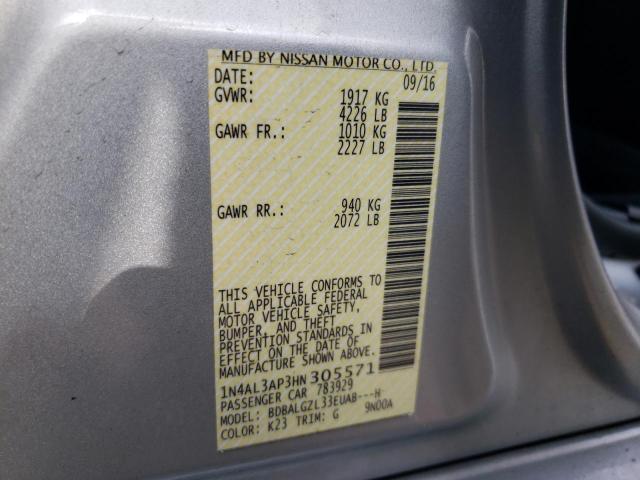 MFD BY NISSAN MOTOR CO., LTD.
DATE: 09/16
GVWR: 1917 KG
4226 LB
GAWR FR.: 1010 KG
2227 LB
GAWR RR.: 940 KG
2072 LB
THIS VEHICLE CONFORMS TO
ALL APPLICABLE FEDERAL
MOTOR VEHICLE SAFETY,
BUMPER, AND THEFT
PREVENTION STANDARDS IN
EFFECT ON THE DATE OF
MANUFACTURE SHOWN ABOVE.
1N4AL3AP3HN305571
PASSENGER CAR 783929
MODEL: BDBALGZL33EUAB---H
COLOR: K23 TRIM: G 9N00A